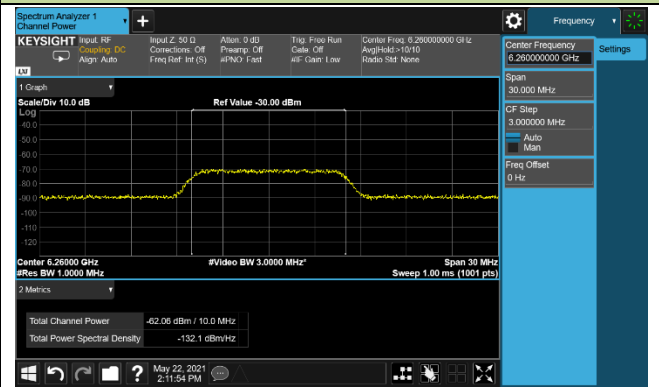 Spectrum Analyzer 1
Channel Power
Frequency
KEYSIGHT
Input: RF
Coupling: DC
Align: Auto
Input Z: 50 Ω
Corrections: Off
Freq Ref: Int (S)
Atten: 0 dB
Preamp: Off
#PNO: Fast
Trig: Free Run
Gate: Off
#IF Gain: Low
Center Freq: 6.260000000 GHz
Avg|Hold:>10/10
Radio Std: None
LXI
Center Frequency
6.260000000 GHz
Settings
Span
30.000 MHz
CF Step
3.000000 MHz
Auto
Man
Freq Offset
0 Hz
1 Graph
Scale/Div 10.0 dB
Ref Value -30.00 dBm
Log
-40.0
-50.0
-60.0
-70.0
-80.0
-90.0
-100
-110
-120
Center 6.26000 GHz
#Video BW 3.0000 MHz*
Span 30 MHz
#Res BW 1.0000 MHz
Sweep 1.00 ms (1001 pts)
2 Metrics
Total Channel Power
-62.06 dBm / 10.0 MHz
Total Power Spectral Density
-132.1 dBm/Hz
?
May 22, 2021
2:11:54 PM